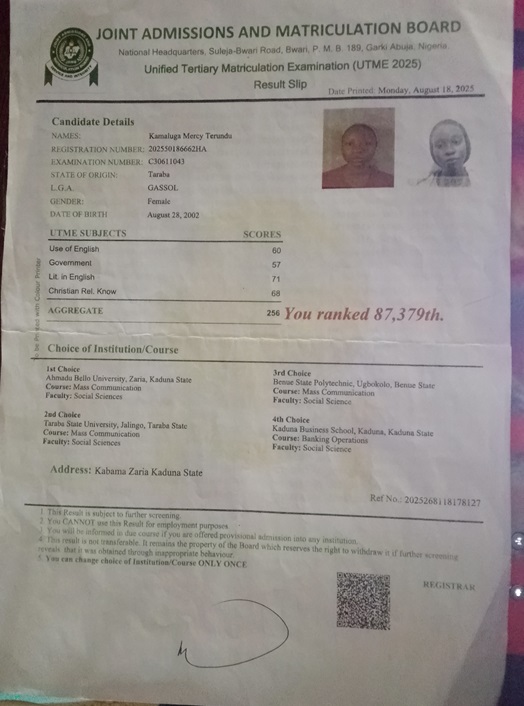 JOINT ADMISSIONS AND MATRICULATION BOARD
National Headquarters, Suleja-Bwari Road, Bwari, P. M. B. 189, Garki Abuja, Nigeria.
Unified Tertiary Matriculation Examination (UTME 2025)
Result Slip
Date Printed: Monday, August 18, 2025
Candidate Details
NAMES: Kamaluga Mercy Terundu
REGISTRATION NUMBER: 202550186662HA
EXAMINATION NUMBER: C30611043
STATE OF ORIGIN: Taraba
L.G.A. GASSOL
GENDER: Female
DATE OF BIRTH August 28, 2002
UTME SUBJECTS SCORES
Use of English 60
Government 57
Lit. in English 71
Christian Rel. Know 68
AGGREGATE 256 You ranked 87,379th.
be printed with Colour Printer
Choice of Institution/Course
1st Choice
Ahmadu Bello University, Zaria, Kaduna State
Course: Mass Communication
Faculty: Social Sciences
2nd Choice
Taraba State University, Jalingo, Taraba State
Course: Mass Communication
Faculty: Social Sciences
3rd Choice
Benue State Polytechnic, Ugbokolo, Benue State
Course: Mass Communication
Faculty: Social Science
4th Choice
Kaduna Business School, Kaduna, Kaduna State
Course: Banking Operations
Faculty: Social Science
Address: Kabama Zaria Kaduna State
Ref No.: 2025268118178127
1. This Result is subject to further screening.
2. You CANNOT use this Result for employment purposes.
3. You will be informed in due course if you are offered provisional admission into any institution.
4. This result is not transferable. It remains the property of the Board which reserves the right to withdraw it if further screening
reveals that it was obtained through inappropriate behaviour.
5. You can change choice of Institution/Course ONLY ONCE
REGISTRAR